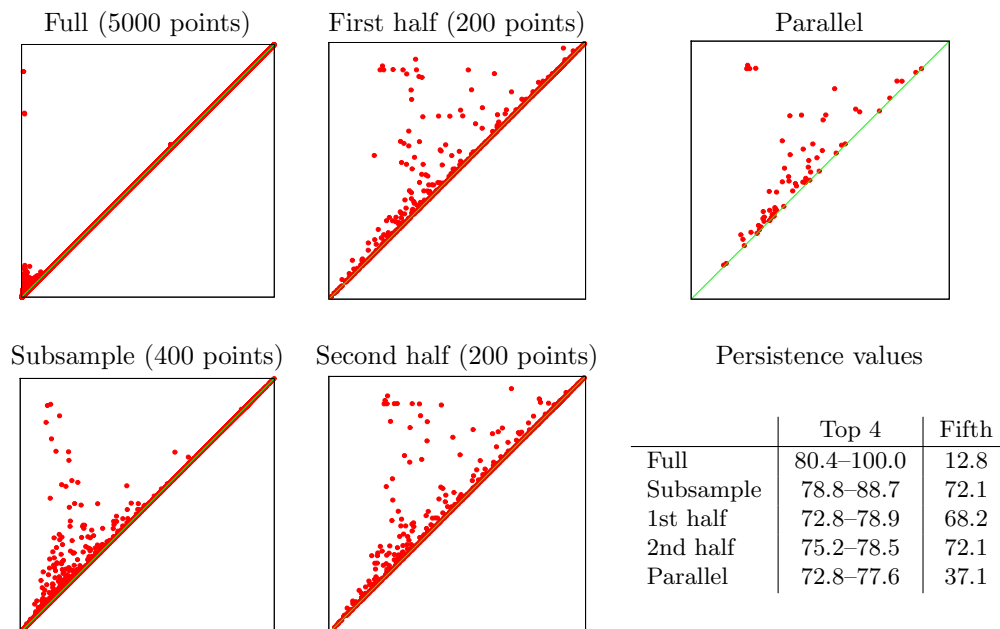 Full (5000 points)
First half (200 points)
Parallel
Subsample (400 points)
Second half (200 points)
Persistence values
Top 4 Fifth
Full 80.4–100.0 12.8
Subsample 78.8–88.7 72.1
1st half 72.8–78.9 68.2
2nd half 75.2–78.5 72.1
Parallel 72.8–77.6 37.1